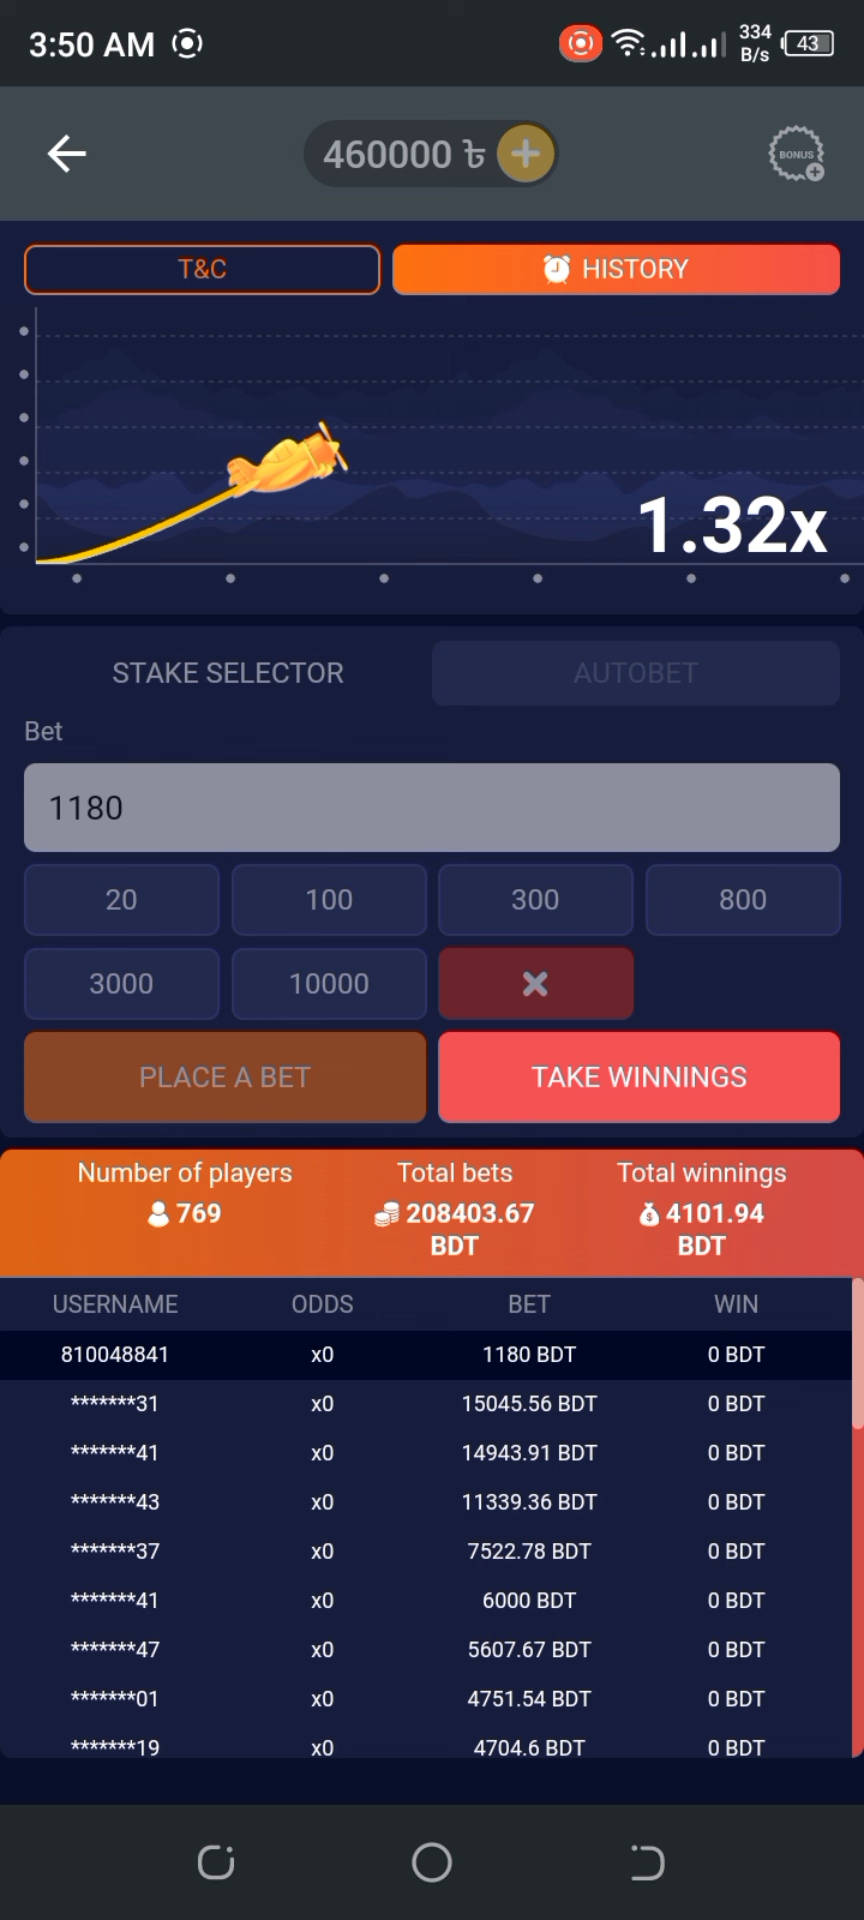 3:50 AM 334 B/s 43
460000 ৳ BONUS
T&C HISTORY
1.32x
STAKE SELECTOR AUTOBET
Bet
1180
20 100 300 800
3000 10000
PLACE A BET TAKE WINNINGS
Number of players Total bets Total winnings
769 208403.67 4101.94
BDT BDT
USERNAME ODDS BET WIN
810048841 x0 1180 BDT 0 BDT
*******31 x0 15045.56 BDT 0 BDT
*******41 x0 14943.91 BDT 0 BDT
*******43 x0 11339.36 BDT 0 BDT
*******37 x0 7522.78 BDT 0 BDT
*******41 x0 6000 BDT 0 BDT
*******47 x0 5607.67 BDT 0 BDT
*******01 x0 4751.54 BDT 0 BDT
*******19 x0 4704.6 BDT 0 BDT